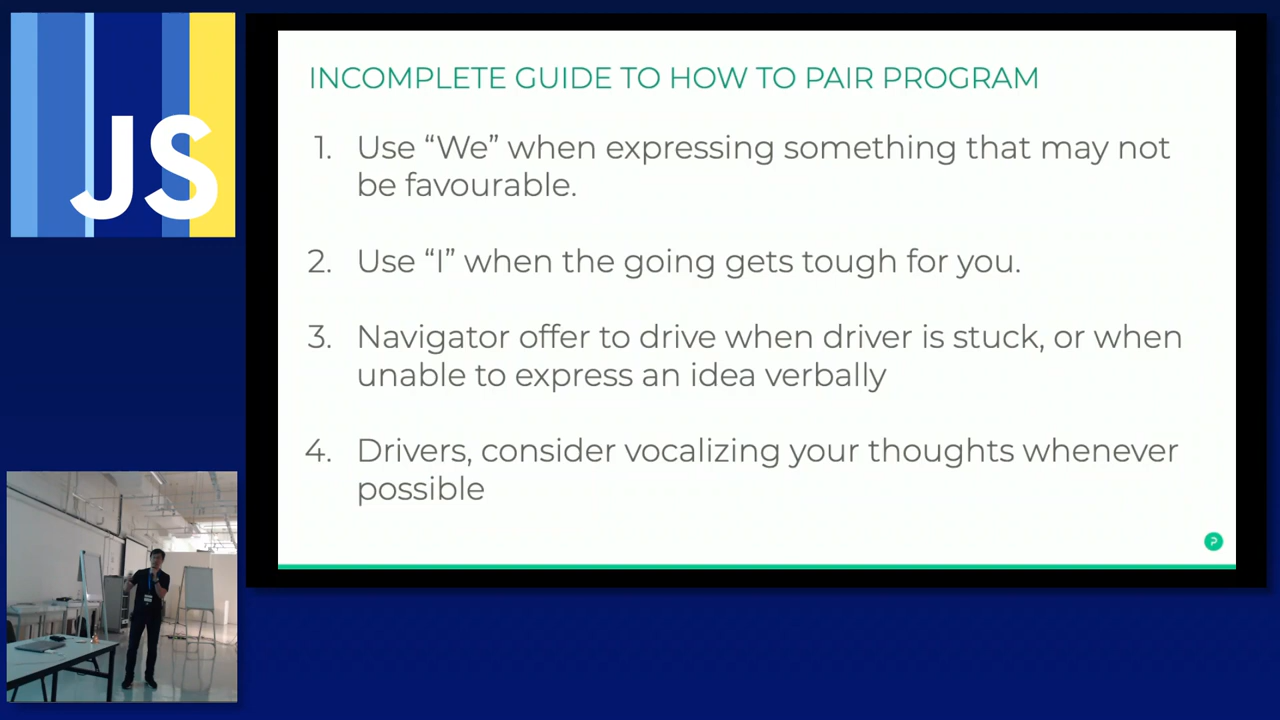 JS
INCOMPLETE GUIDE TO HOW TO PAIR PROGRAM
1. Use “We” when expressing something that may not
be favourable.
2. Use “I” when the going gets tough for you.
3. Navigator offer to drive when driver is stuck, or when
unable to express an idea verbally
4. Drivers, consider vocalizing your thoughts whenever
possible